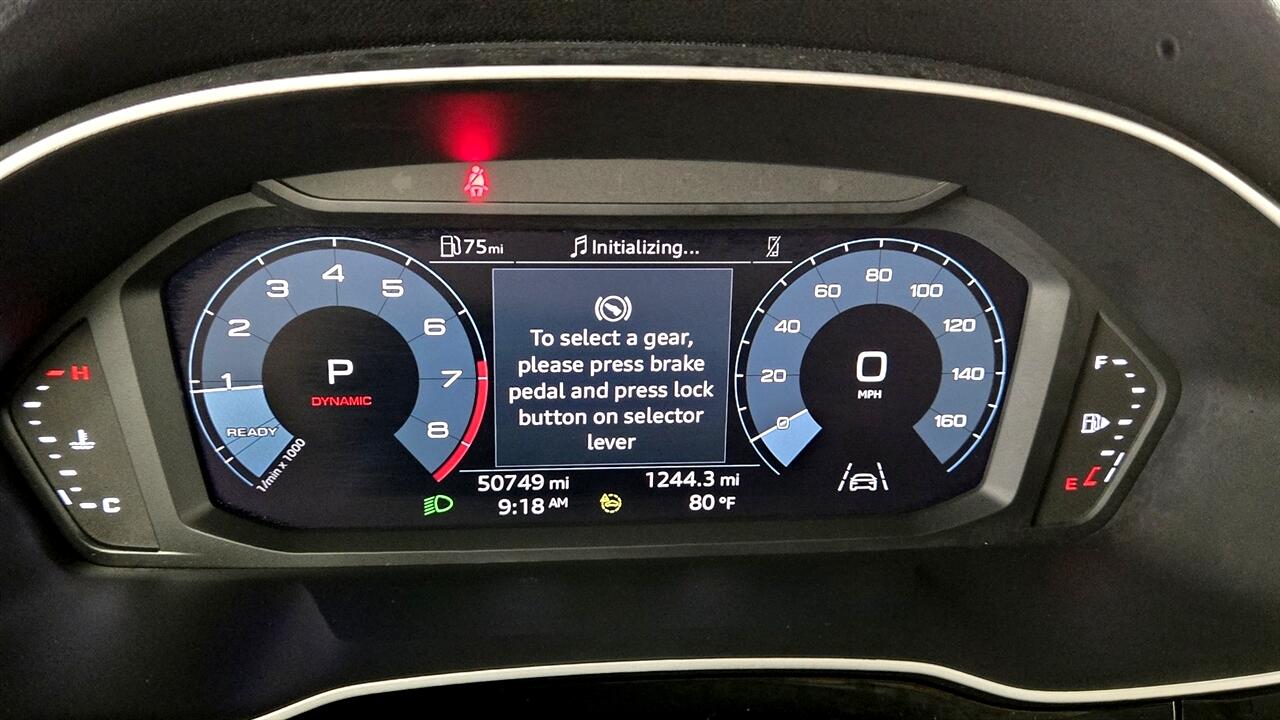 75mi
Initializing...
To select a gear,
please press brake
pedal and press lock
button on selector
lever
1
2
3
4
5
6
7
8
READY
1/min x 1000
P
DYNAMIC
0
20
40
60
80
100
120
140
160
0
MPH
H
C
F
E
50749 mi
1244.3 mi
9:18 AM
80 °F